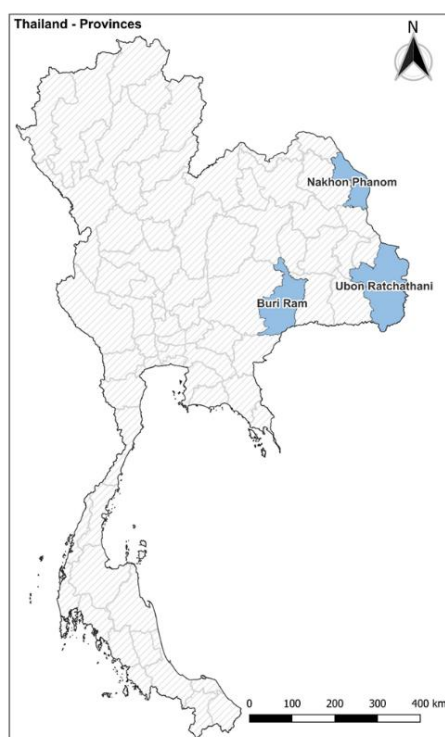 Thailand - Provinces
N
Nakhon Phanom
Ubon Ratchathani
Buri Ram
0 100 200 300 400 km